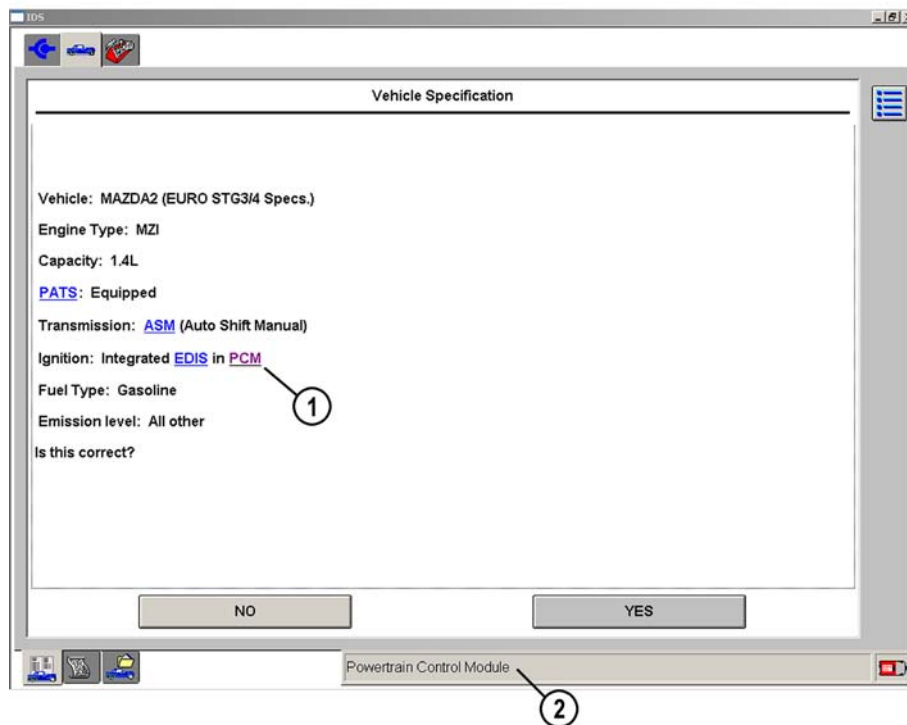 IDS
Vehicle Specification
Vehicle: MAZDA2 (EURO STG3/4 Specs.)
Engine Type: MZI
Capacity: 1.4L
PATS: Equipped
Transmission: ASM (Auto Shift Manual)
Ignition: Integrated EDIS in PCM
1
Fuel Type: Gasoline
Emission level: All other
Is this correct?
NO YES
Powertrain Control Module
2